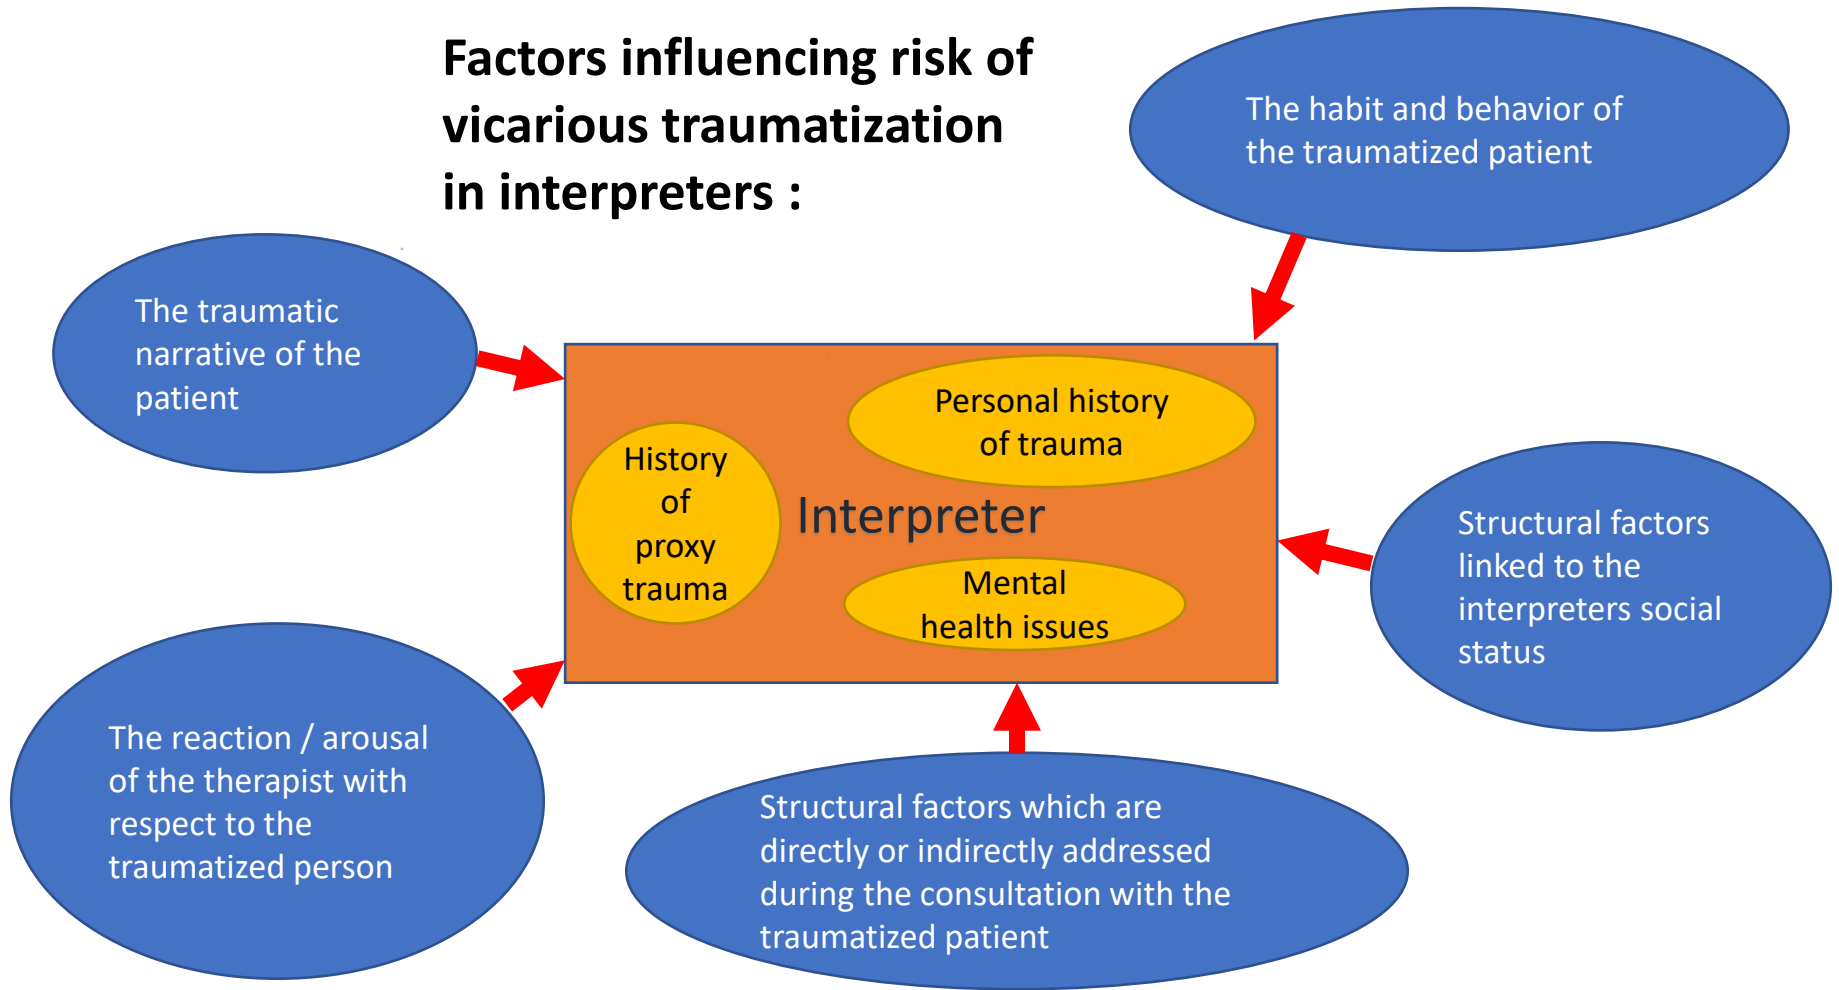 Factors influencing risk of
vicarious traumatization
in interpreters :
The habit and behavior of
the traumatized patient
The traumatic
narrative of the
patient
Personal history
of trauma
History
of
proxy
trauma
Interpreter
Mental
health issues
Structural factors
linked to the
interpreters social
status
The reaction / arousal
of the therapist with
respect to the
traumatized person
Structural factors which are
directly or indirectly addressed
during the consultation with the
traumatized patient